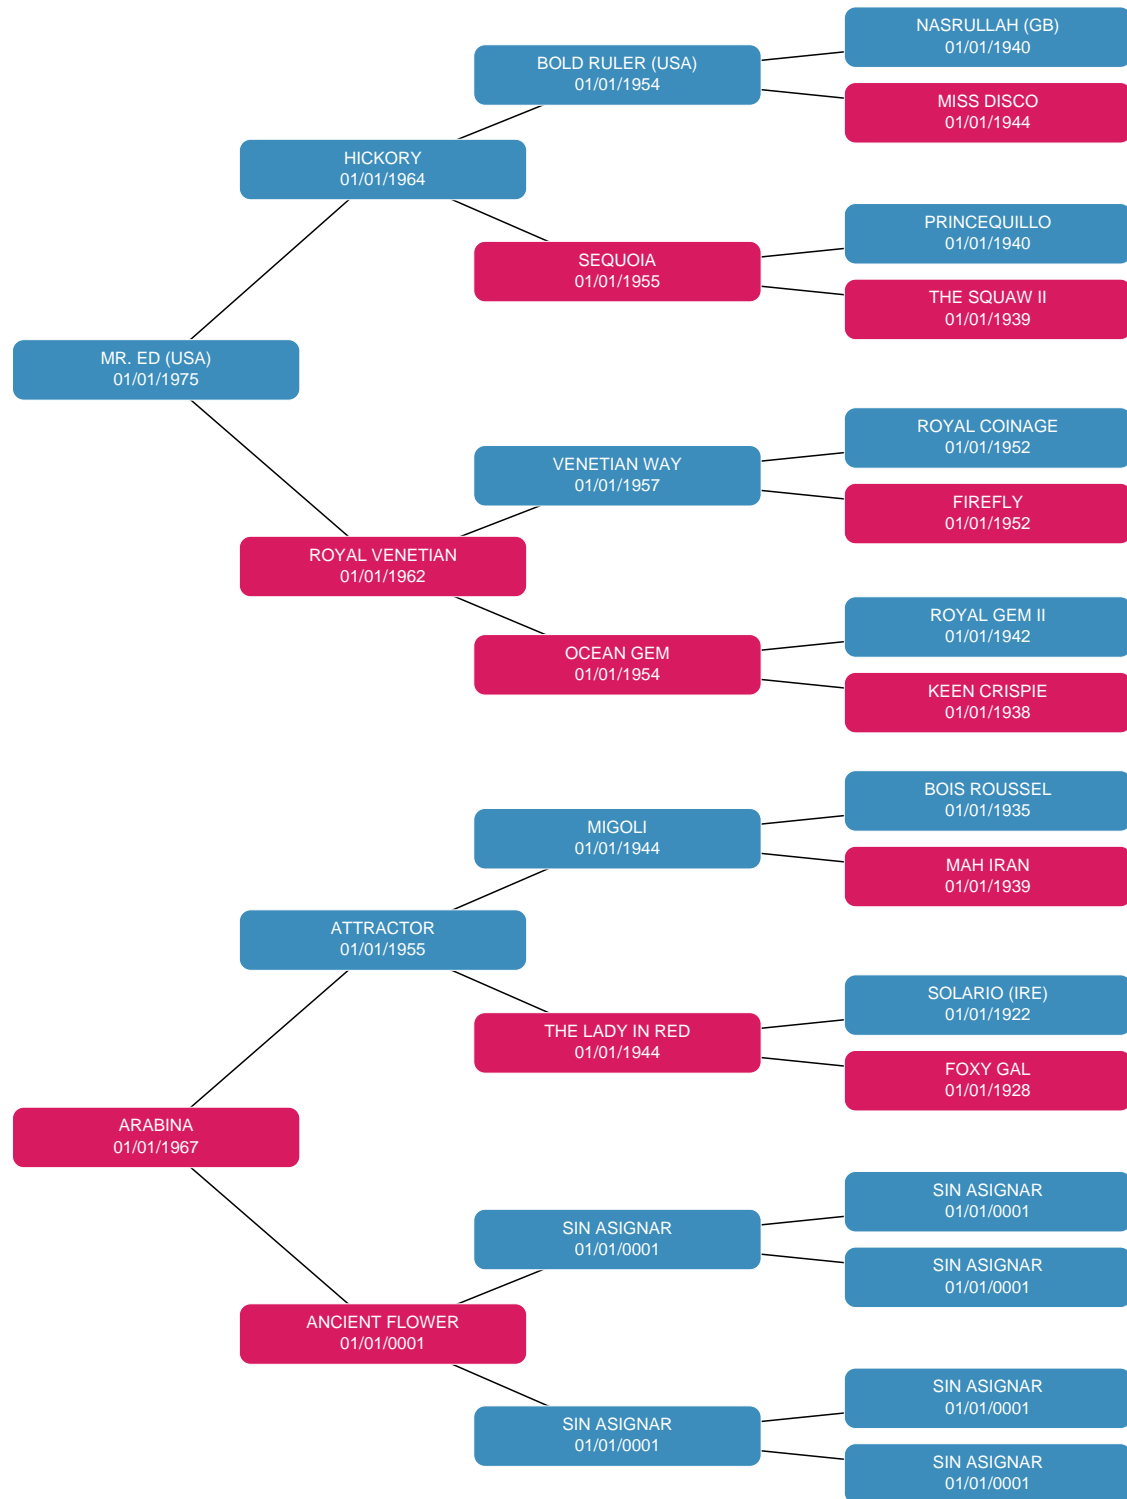 NASRULLAH (GB)
01/01/1940
BOLD RULER (USA)
01/01/1954
MISS DISCO
01/01/1944
HICKORY
01/01/1964
PRINCEQUILLO
01/01/1940
SEQUOIA
01/01/1955
THE SQUAW II
01/01/1939
MR. ED (USA)
01/01/1975
ROYAL COINAGE
01/01/1952
VENETIAN WAY
01/01/1957
FIREFLY
01/01/1952
ROYAL VENETIAN
01/01/1962
ROYAL GEM II
01/01/1942
OCEAN GEM
01/01/1954
KEEN CRISPIE
01/01/1938
BOIS ROUSSEL
01/01/1935
MIGOLI
01/01/1944
MAH IRAN
01/01/1939
ATTRACTOR
01/01/1955
SOLARIO (IRE)
01/01/1922
THE LADY IN RED
01/01/1944
FOXY GAL
01/01/1928
ARABINA
01/01/1967
SIN ASIGNAR
01/01/0001
SIN ASIGNAR
01/01/0001
SIN ASIGNAR
01/01/0001
ANCIENT FLOWER
01/01/0001
SIN ASIGNAR
01/01/0001
SIN ASIGNAR
01/01/0001
SIN ASIGNAR
01/01/0001